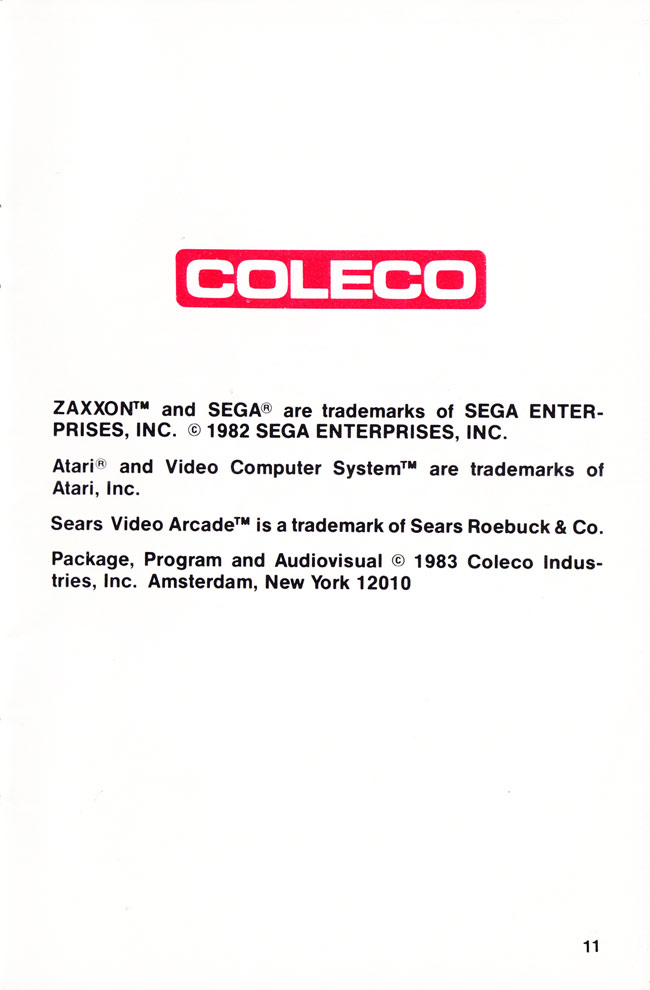 COLECO
ZAXXON™ and SEGA® are trademarks of SEGA ENTER-
PRISES, INC. © 1982 SEGA ENTERPRISES, INC.
Atari® and Video Computer System™ are trademarks of
Atari, Inc.
Sears Video Arcade™ is a trademark of Sears Roebuck & Co.
Package, Program and Audiovisual © 1983 Coleco Indus-
tries, Inc. Amsterdam, New York 12010
11